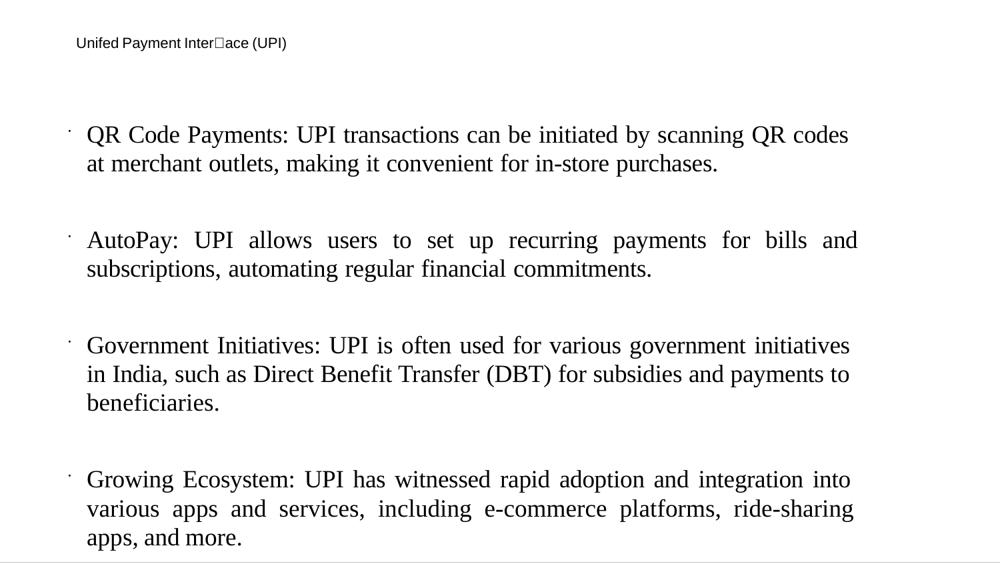 Unifed Payment Inter□ace (UPI)
· QR Code Payments: UPI transactions can be initiated by scanning QR codes
at merchant outlets, making it convenient for in-store purchases.
· AutoPay: UPI allows users to set up recurring payments for bills and
subscriptions, automating regular financial commitments.
· Government Initiatives: UPI is often used for various government initiatives
in India, such as Direct Benefit Transfer (DBT) for subsidies and payments to
beneficiaries.
· Growing Ecosystem: UPI has witnessed rapid adoption and integration into
various apps and services, including e-commerce platforms, ride-sharing
apps, and more.